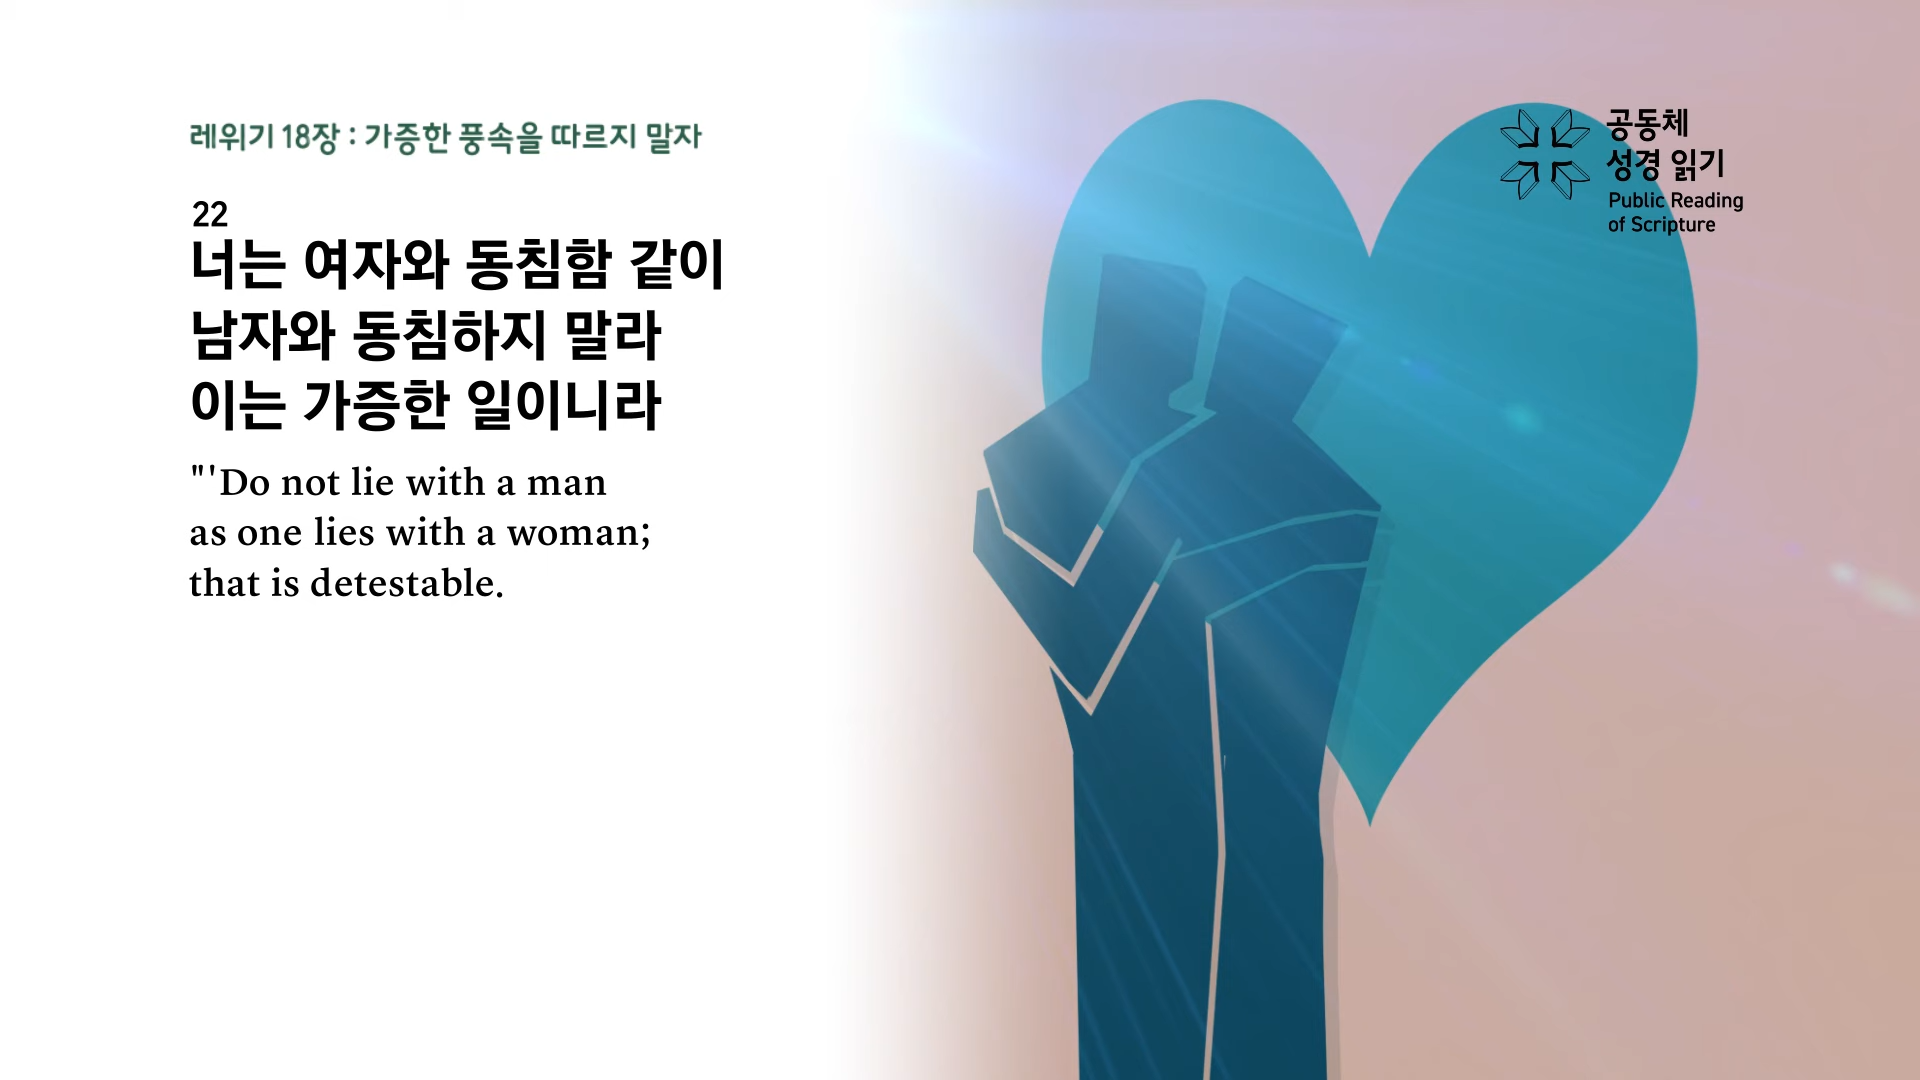 레위기 18장 : 가증한 풍속을 따르지 말자
22
너는 여자와 동침함 같이
남자와 동침하지 말라
이는 가증한 일이니라
"'Do not lie with a man
as one lies with a woman;
that is detestable.
공동체
성경 읽기
Public Reading
of Scripture